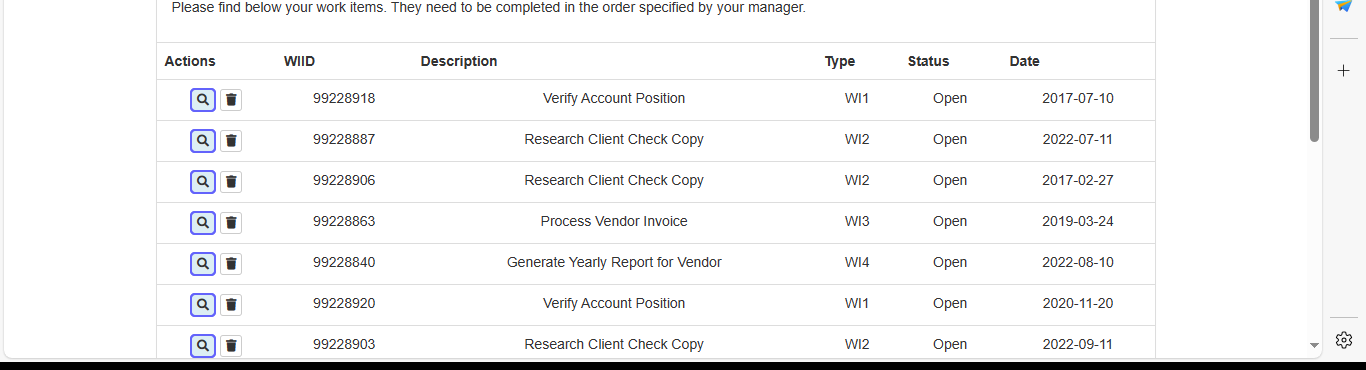 Please find below your work items. They need to be completed in the order specified by your manager.
Actions WIID Description Type Status Date
99228918 Verify Account Position WI1 Open 2017-07-10
99228887 Research Client Check Copy WI2 Open 2022-07-11
99228906 Research Client Check Copy WI2 Open 2017-02-27
99228863 Process Vendor Invoice WI3 Open 2019-03-24
99228840 Generate Yearly Report for Vendor WI4 Open 2022-08-10
99228920 Verify Account Position WI1 Open 2020-11-20
99228903 Research Client Check Copy WI2 Open 2022-09-11